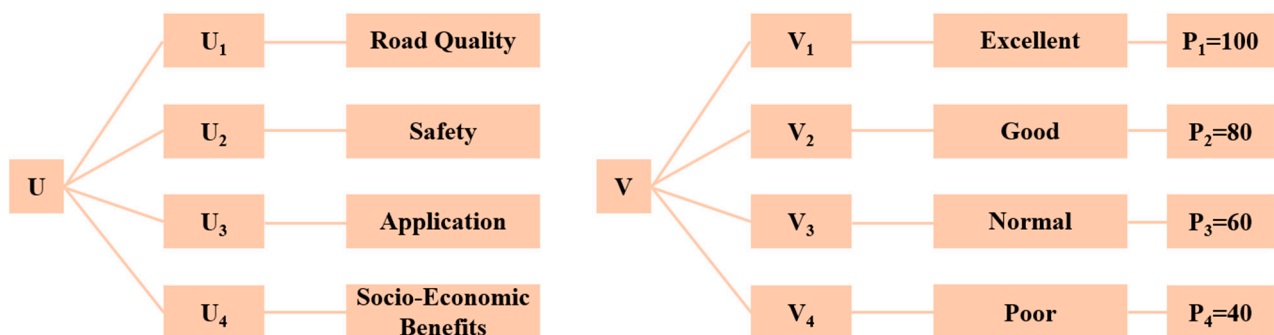 U
U₁
Road Quality
U₂
Safety
U₃
Application
U₄
Socio-Economic
Benefits
V
V₁
Excellent
P₁=100
V₂
Good
P₂=80
V₃
Normal
P₃=60
V₄
Poor
P₄=40